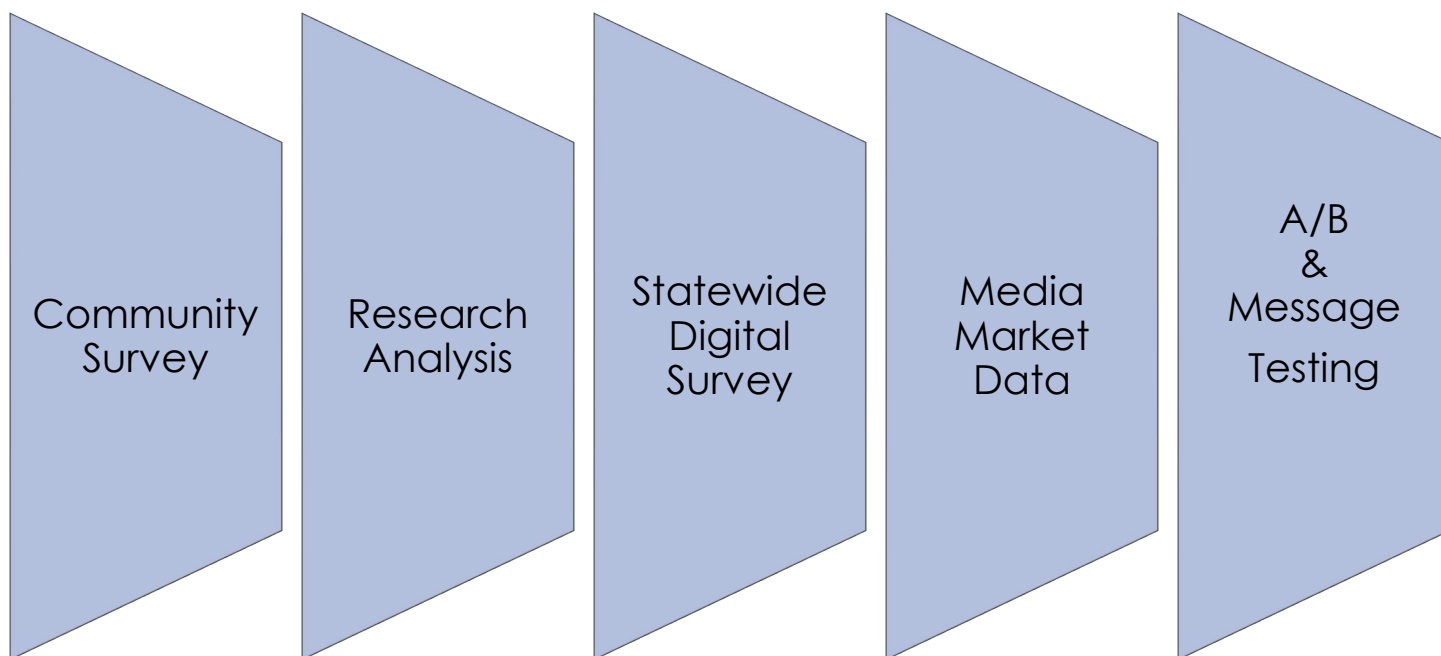 Community
Survey
Research
Analysis
Statewide
Digital
Survey
Media
Market
Data
A/B
&
Message
Testing